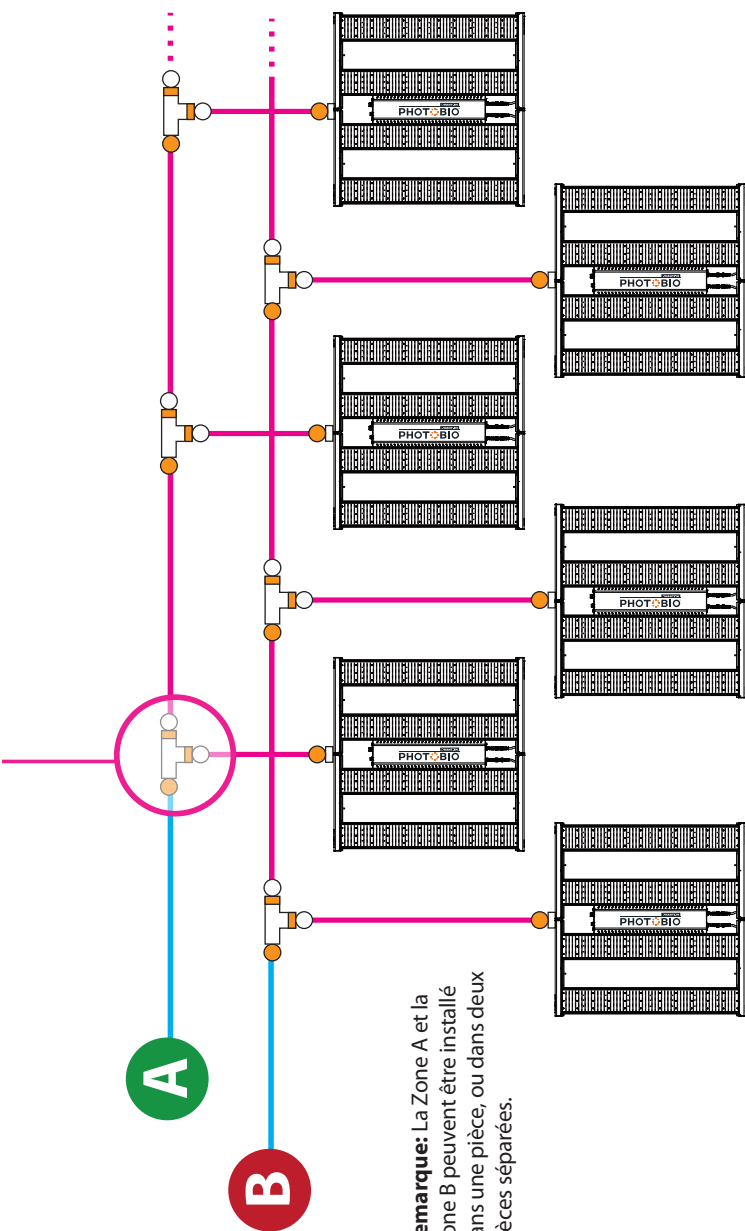 A
B
emarque: La Zone A et la
one B peuvent être installé
ans une pièce, ou dans deux
èces séparées.
PHOTOBIO
PHOTOBIO
PHOTOBIO
PHOTOBIO
PHOTOBIO
PHOTOBIO